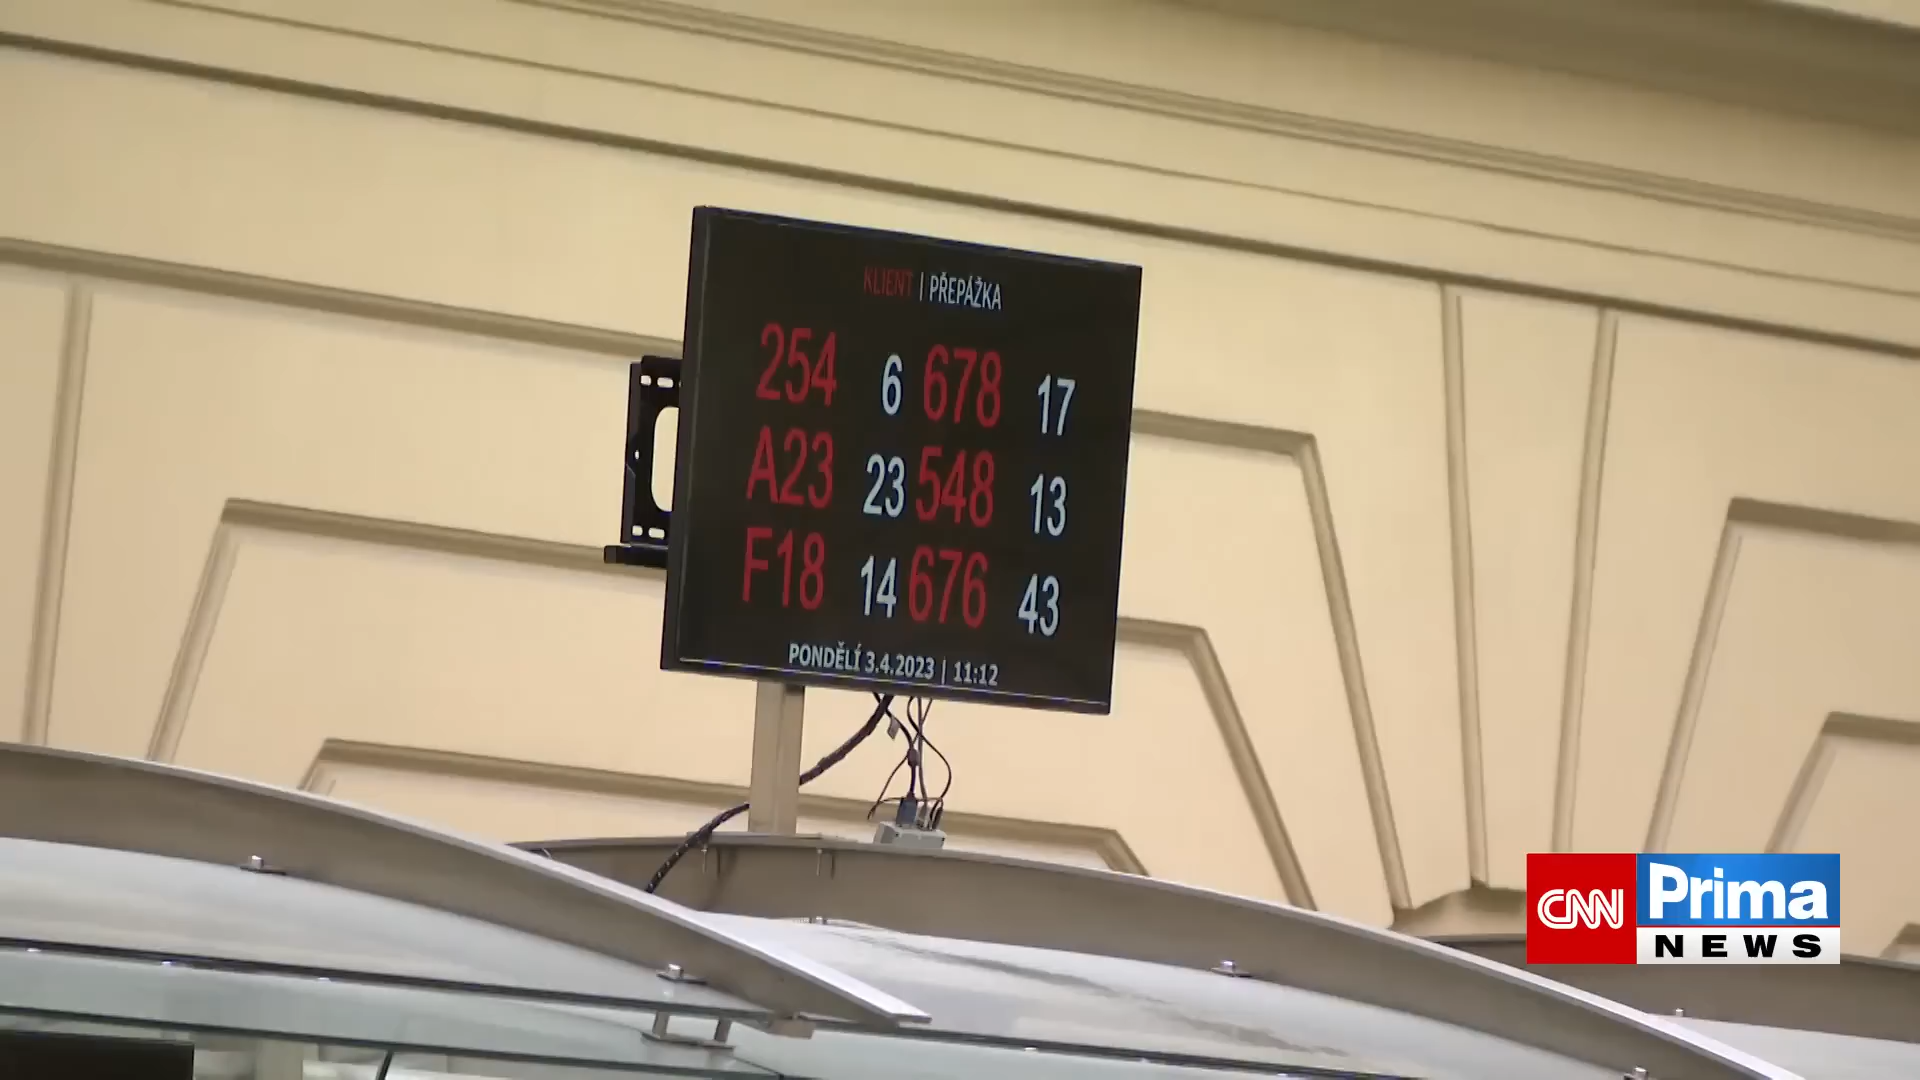 KLIENT | PŘEPÁŽKA
254 6 678 17
A23 23 548 13
F18 14 676 43
PONDĚLÍ 3.4.2023 | 11:12
CNN Prima
NEWS